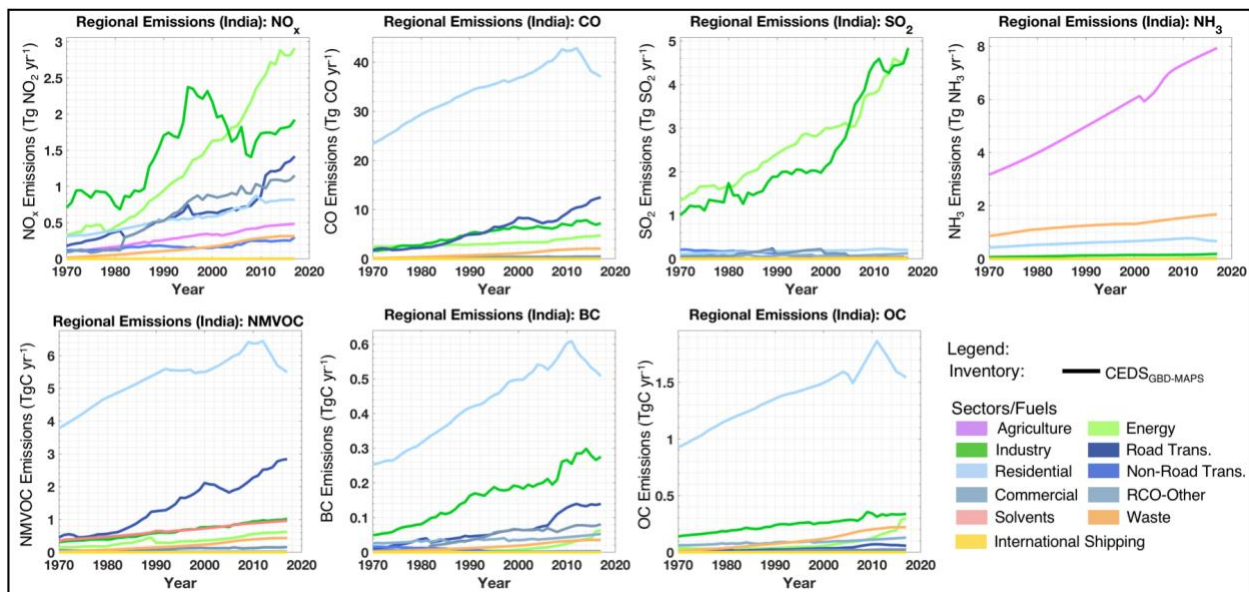 Regional Emissions (India): NOx
Regional Emissions (India): CO
Regional Emissions (India): SO2
Regional Emissions (India): NH3
NOx Emissions (Tg NO2 yr-1)
3
2.5
2
1.5
1
0.5
0
1970 1980 1990 2000 2010 2020
Year
CO Emissions (Tg CO yr-1)
40
30
20
10
0
1970 1980 1990 2000 2010 2020
Year
SO2 Emissions (Tg SO2 yr-1)
5
4
3
2
1
0
1970 1980 1990 2000 2010 2020
Year
NH3 Emissions (Tg NH3 yr-1)
8
6
4
2
0
1970 1980 1990 2000 2010 2020
Year
Regional Emissions (India): NMVOC
Regional Emissions (India): BC
Regional Emissions (India): OC
NMVOC Emissions (TgC yr-1)
6
5
4
3
2
1
0
1970 1980 1990 2000 2010 2020
Year
BC Emissions (TgC yr-1)
0.6
0.5
0.4
0.3
0.2
0.1
0
1970 1980 1990 2000 2010 2020
Year
OC Emissions (TgC yr-1)
1.5
1
0.5
0
1970 1980 1990 2000 2010 2020
Year
Legend:
Inventory: CEDSGBD-MAPS
Sectors/Fuels
Agriculture Energy
Industry Road Trans.
Residential Non-Road Trans.
Commercial RCO-Other
Solvents Waste
International Shipping